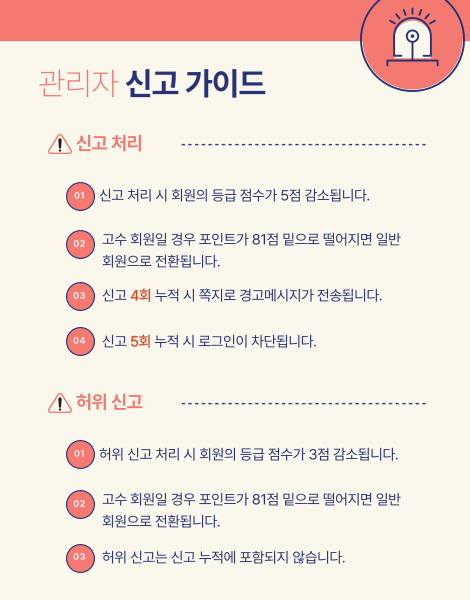 관리자 신고 가이드
신고 처리
01 신고 처리 시 회원의 등급 점수가 5점 감소됩니다.
02 고수 회원일 경우 포인트가 81점 밑으로 떨어지면 일반
회원으로 전환됩니다.
03 신고 4회 누적 시 쪽지로 경고메시지가 전송됩니다.
04 신고 5회 누적 시 로그인이 차단됩니다.
허위 신고
01 허위 신고 처리 시 회원의 등급 점수가 3점 감소됩니다.
02 고수 회원일 경우 포인트가 81점 밑으로 떨어지면 일반
회원으로 전환됩니다.
03 허위 신고는 신고 누적에 포함되지 않습니다.